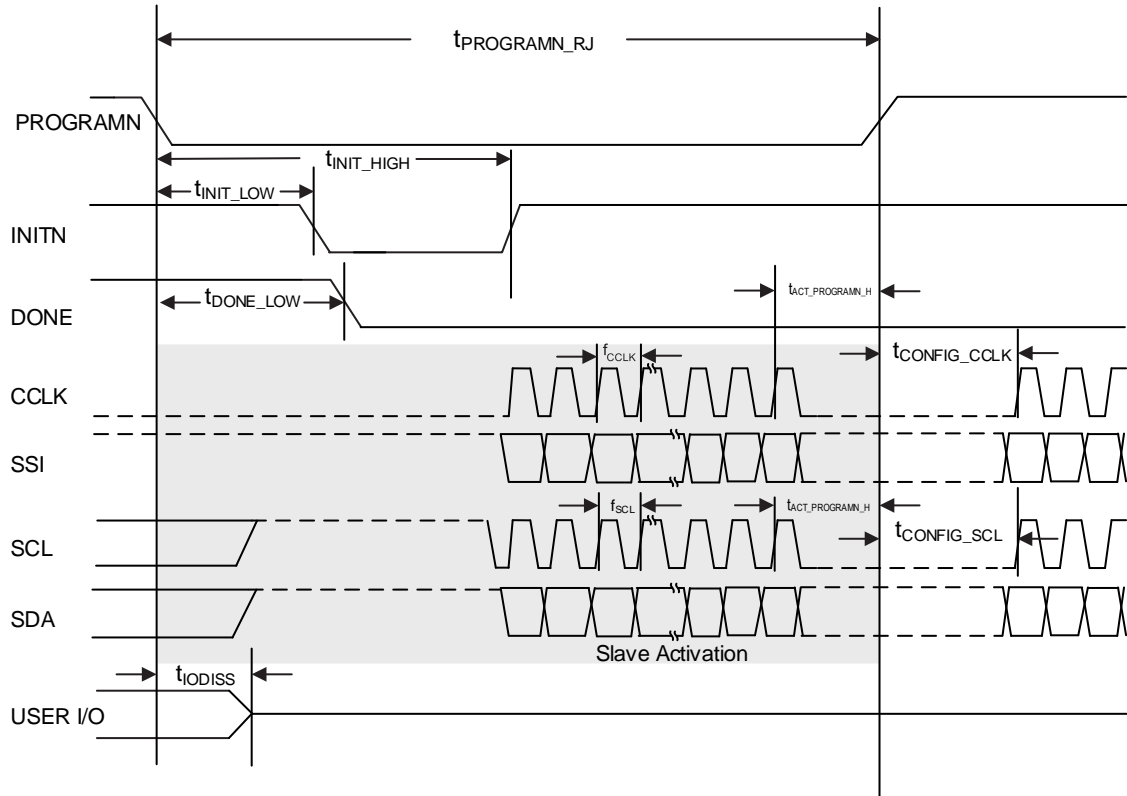 tPROGRAMN_RJ
PROGRAMN
tINIT_HIGH
tINIT_LOW
INITN
tDONE_LOW
tACT_PROGRAMN_H
DONE
fCCLK
tCONFIG_CCLK
CCLK
SSI
fSCL
tACT_PROGRAMN_H
tCONFIG_SCL
SCL
SDA
Slave Activation
tIODISS
USER I/O